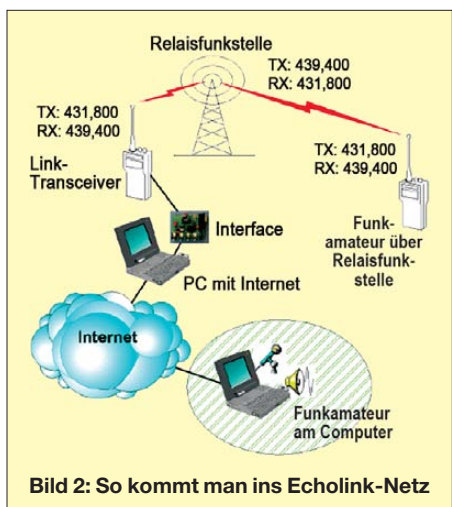 Relaisfunkstelle
TX: 439,400
RX: 431,800
TX: 431,800
RX: 439,400
Link-
Transceiver
TX: 431,800
RX: 439,400
Funk-
amateur über
Relaisfunk-
stelle
Interface
PC mit Internet
Internet
Funkamateur
am Computer
Bild 2: So kommt man ins Echolink-Netz